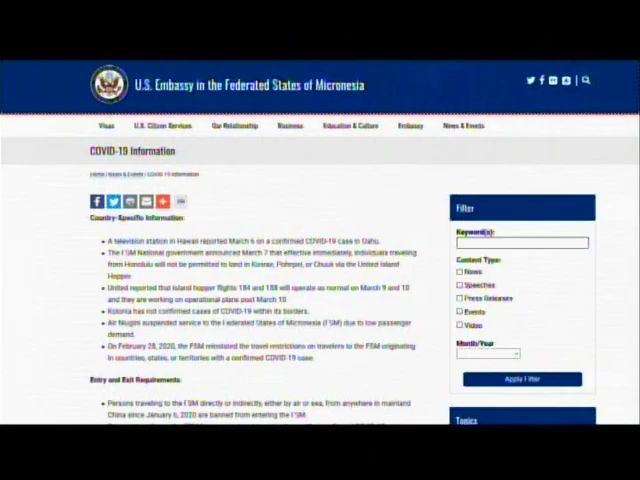 U.S. Embassy in the Federated States of Micronesia
Visas U.S. Citizen Services Our Relationship Business Education & Culture Embassy News & Events
COVID-19 Information
Home / News & Events / COVID-19 Information
Country-Specific Information:
A television station in Hawaii reported March 6 on a confirmed COVID-19 case in Oahu.
The FSM National government announced March 7 that effective immediately, individuals traveling
from Honolulu will not be permitted to land in Kosrae, Pohnpei, or Chuuk via the United Island
Hopper.
United reported that island hopper flights 154 and 155 will operate as normal on March 9 and 10
and they are working on operational plans post March 10
Kolonia has not confirmed cases of COVID-19 within its borders.
Air Niugini suspended service to the Federated States of Micronesia (FSM) due to low passenger
demand.
On February 28, 2020, the FSM reinstated the travel restrictions on travelers to the FSM originating
in countries, states, or territories with a confirmed COVID-19 case.
Entry and Exit Requirements:
Persons traveling to the FSM directly or indirectly, either by air or sea, from anywhere in mainland
China since January 6, 2020 are banned from entering the FSM.
Filter
Keyword(s):
Content Type:
News
Speeches
Press Releases
Events
Video
Month/Year
Apply Filter
Topics